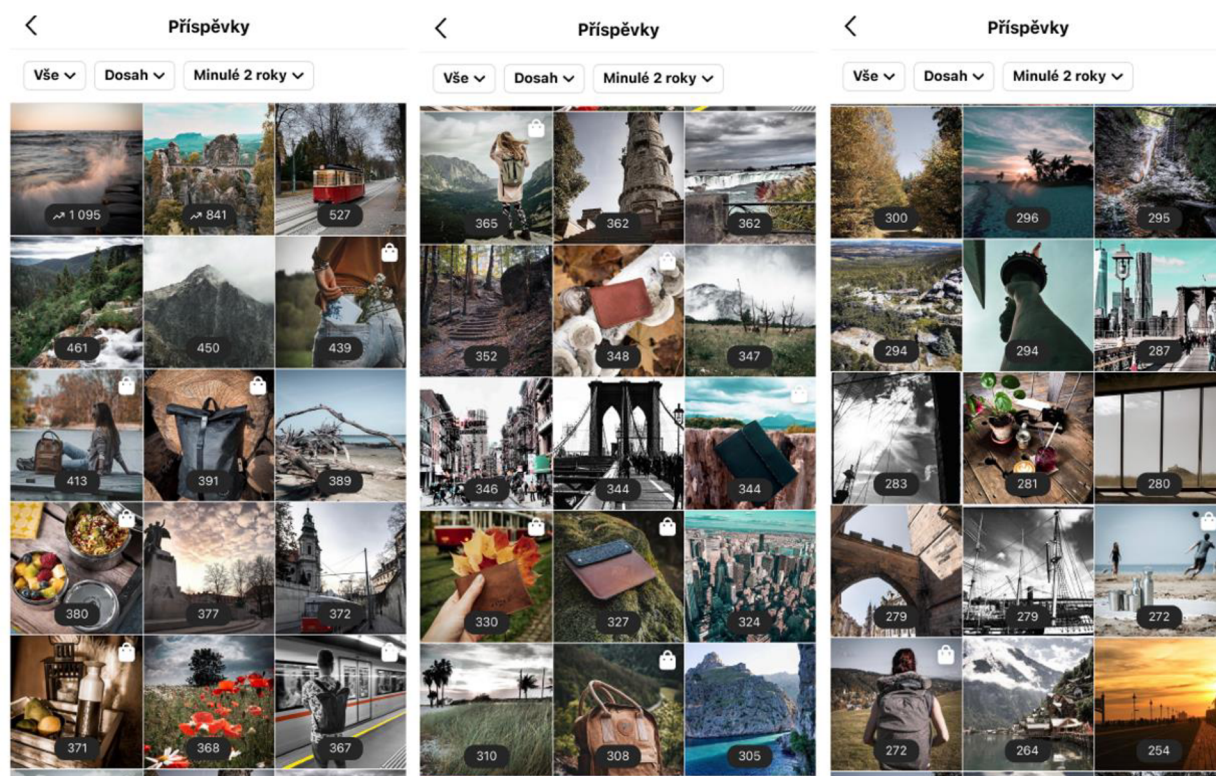 Příspěvky
Vše Dosah Minulé 2 roky
1 095 841 527
461 450 439
413 391 389
380 377 372
371 368 367
Příspěvky
Vše Dosah Minulé 2 roky
365 362 362
352 348 347
346 344 344
330 327 324
310 308 305
Příspěvky
Vše Dosah Minulé 2 roky
300 296 295
294 294 287
283 281 280
279 279 272
272 264 254